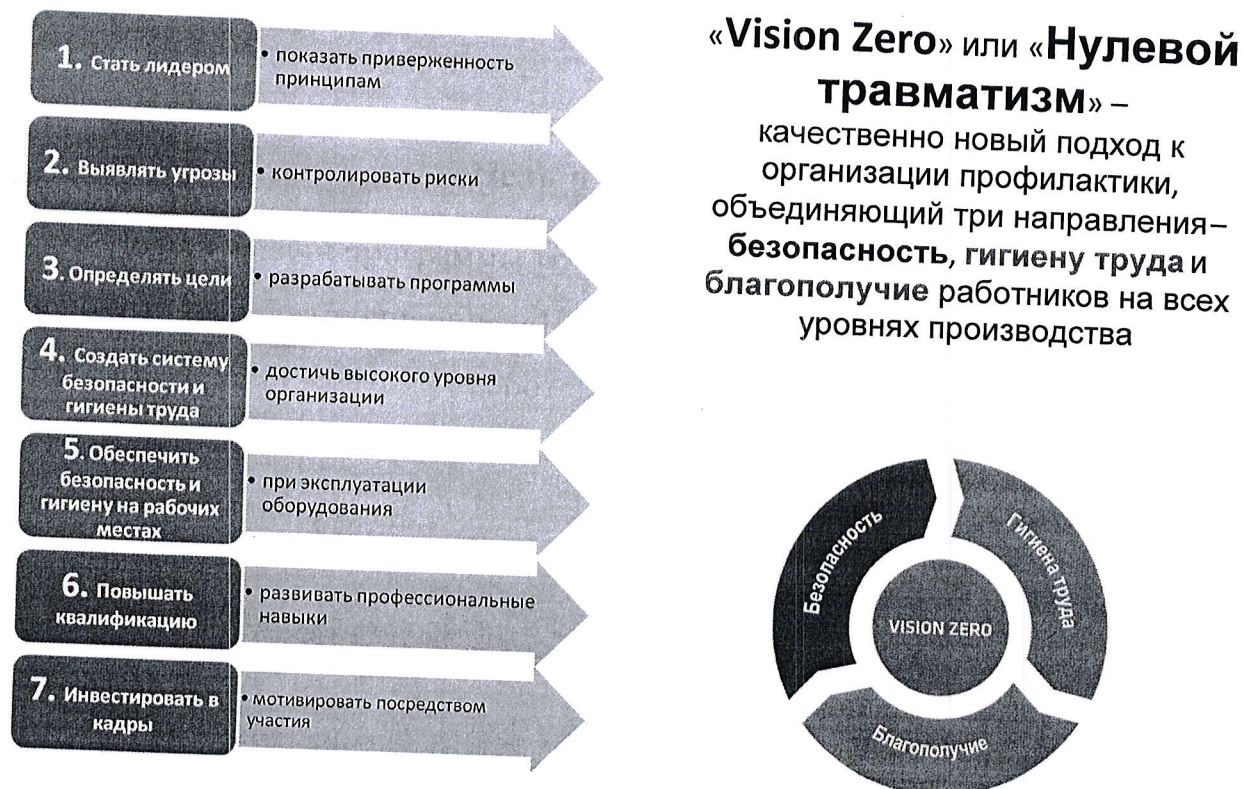 1. Стать лидером
• показать приверженность
принципам
2. Выявлять угрозы
• контролировать риски
3. Определять цели
• разрабатывать программы
4. Создать систему
безопасности и
гигиены труда
• достичь высокого уровня
организации
5. Обеспечить
безопасность и
гигиену на рабочих
местах
• при эксплуатации
оборудования
6. Повышать
квалификацию
• развивать профессиональные
навыки
7. Инвестировать в
кадры
• мотивировать посредством
участия
«Vision Zero» или «Нулевой
травматизм» –
качественно новый подход к
организации профилактики,
объединяющий три направления–
безопасность, гигиену труда и
благополучие работников на всех
уровнях производства
Безопасность
Гигиена труда
VISION ZERO
Благополучие